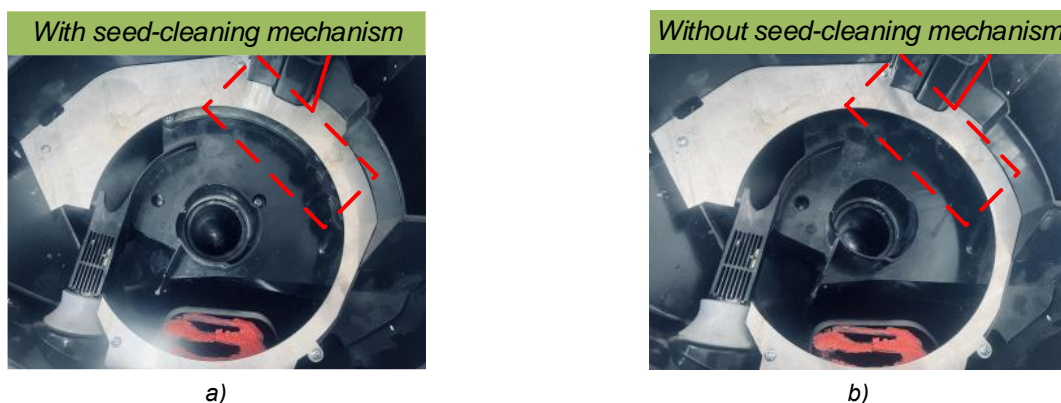 With seed-cleaning mechanism
Without seed-cleaning mechanism
a)
b)